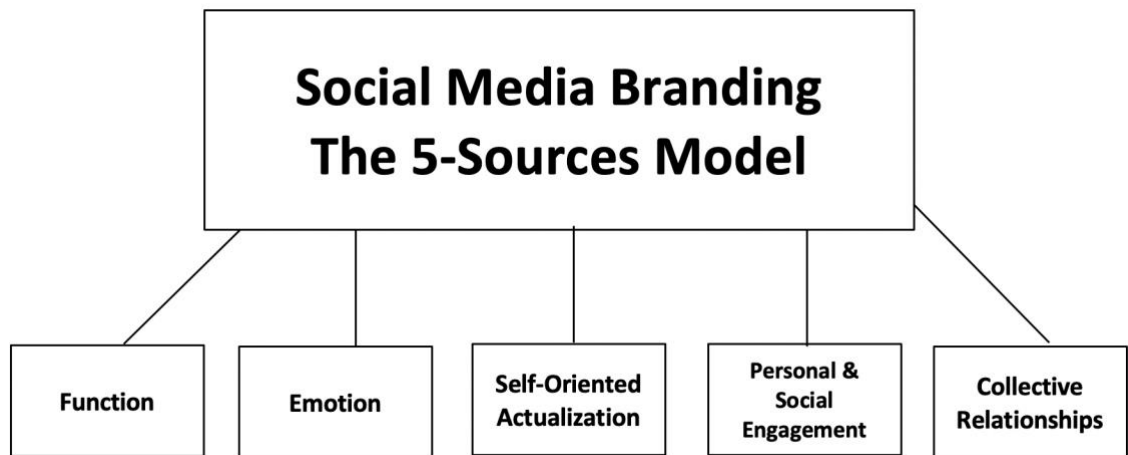 Social Media Branding
The 5-Sources Model
Function
Emotion
Self-Oriented
Actualization
Personal &
Social
Engagement
Collective
Relationships